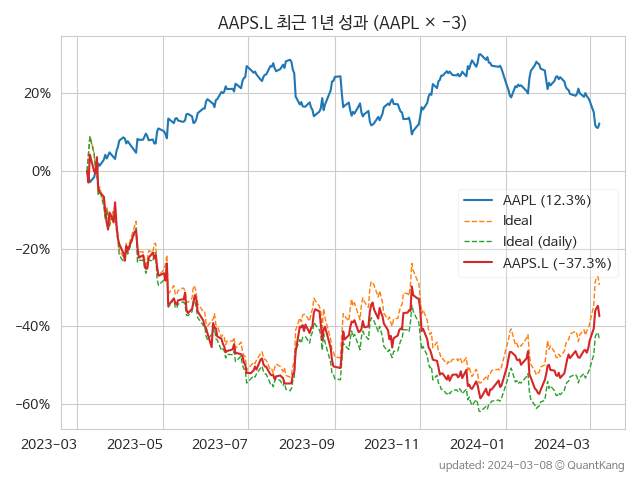 AAPS.L 최근 1년 성과 (AAPL × -3)
20%
0%
−20%
−40%
−60%
AAPL (12.3%)
Ideal
Ideal (daily)
AAPS.L (-37.3%)
2023-03 2023-05 2023-07 2023-09 2023-11 2024-01 2024-03
updated: 2024-03-08 © QuantKang